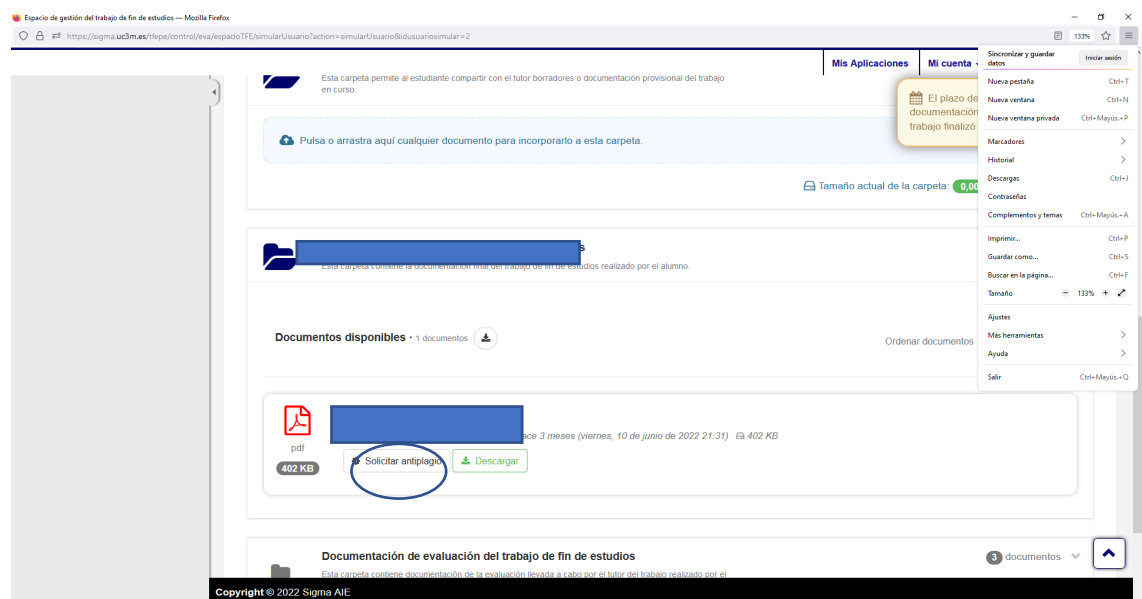 Espacio de gestión del trabajo de fin de estudios — Mozilla Firefox
https://sigma.uc3m.es/tfepe/control/eva/espacioTFE/simularUsuario?action=simularUsuario&idusuariosimular=2
133%
Mis Aplicaciones
Mi cuenta
Esta carpeta permite al estudiante compartir con el tutor borradores o documentación provisional del trabajo
en curso.
El plazo de
documentación
trabajo finalizó
Pulsa o arrastra aquí cualquier documento para incorporarlo a esta carpeta.
Tamaño actual de la carpeta: 0,00
s
Esta carpeta contiene la documentación final del trabajo de fin de estudios realizado por el alumno.
Documentos disponibles • 1 documentos
Ordenar documentos
pdf
402 KB
ace 3 meses (viernes, 10 de junio de 2022 21:31) 402 KB
Solicitar antiplagio
Descargar
Documentación de evaluación del trabajo de fin de estudios
3 documentos
Esta carpeta contiene documentación de la evaluación llevada a cabo por el tutor del trabajo realizado por el
Copyright © 2022 Sigma AIE
Sincronizar y guardar
datos
Iniciar sesión
Nueva pestaña Ctrl+T
Nueva ventana Ctrl+N
Nueva ventana privada Ctrl+Mayús.+P
Marcadores
Historial
Descargas Ctrl+J
Contraseñas
Complementos y temas Ctrl+Mayús.+A
Imprimir... Ctrl+P
Guardar como... Ctrl+S
Buscar en la página... Ctrl+F
Tamaño − 133% +
Ajustes
Más herramientas
Ayuda
Salir Ctrl+Mayús.+Q